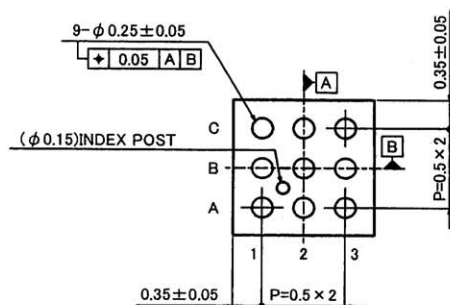 9-φ0.25±0.05
⌖ 0.05 A B
A
0.35±0.05
C
(φ0.15)INDEX POST
B
B
P=0.5×2
A
1 2 3
0.35±0.05 P=0.5×2